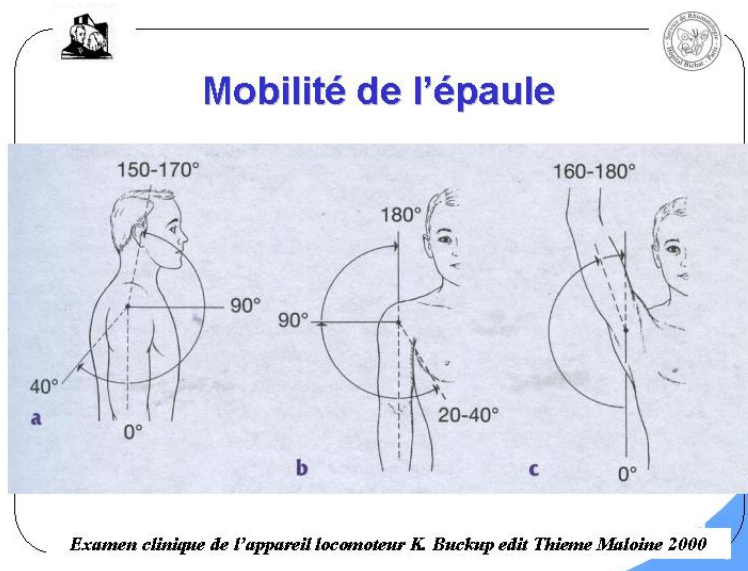 Mobilité de l'épaule
150-170°
90°
40°
0°
a
180°
90°
20-40°
b
160-180°
0°
c
Examen clinique de l'appareil locomoteur K. Buckup edit Thieme Maloine 2000